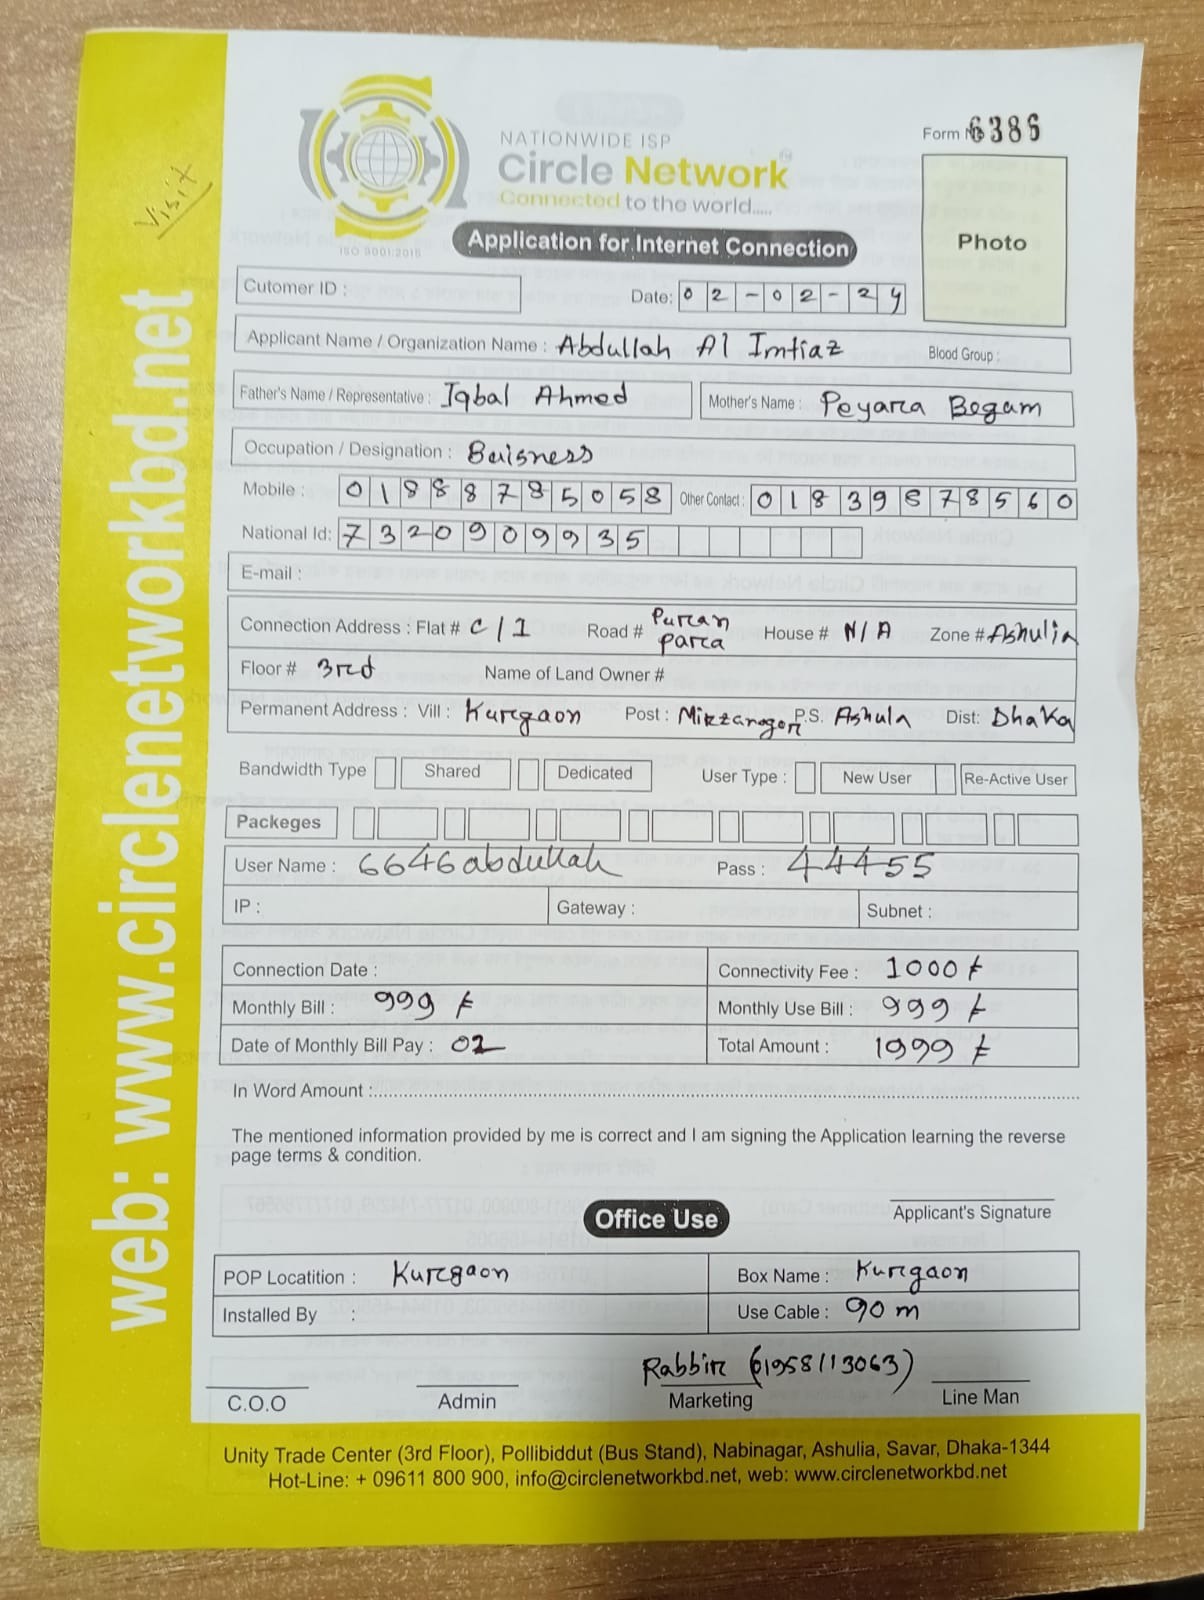 Visit
web: www.circlenetworkbd.net
NATIONWIDE ISP
Circle Network
Connected to the world.....
ISO 9001:2015
Form No 6386
Photo
Application for Internet Connection
Cutomer ID :
Date: 02-02-24
Applicant Name / Organization Name : Abdullah Al Imtiaz Blood Group :
Father's Name / Representative : Iqbal Ahmed Mother's Name : Peyara Begam
Occupation / Designation : Buisness
Mobile : 01888785058 Other Contact : 01839878560
National Id: 7320909935
E-mail :
Connection Address : Flat # C/1 Road # Puran para House # N/A Zone # Ashulia
Floor # 3rd Name of Land Owner #
Permanent Address : Vill : Kurgaon Post : Mirzanagor P.S. Ashula Dist: Dhaka
Bandwidth Type Shared Dedicated User Type : New User Re-Active User
Packeges
User Name : 6646abdullah Pass : 44455
IP : Gateway : Subnet :
Connection Date : Connectivity Fee : 1000 ৳
Monthly Bill : 999 ৳ Monthly Use Bill : 999 ৳
Date of Monthly Bill Pay : 02 Total Amount : 1999 ৳
In Word Amount :
The mentioned information provided by me is correct and I am signing the Application learning the reverse
page terms & condition.
Applicant's Signature
Office Use
POP Locatition : Kurgaon Box Name : Kurgaon
Installed By : Use Cable : 90 m
Rabbir (01958113063)
C.O.O Admin Marketing Line Man
Unity Trade Center (3rd Floor), Pollibiddut (Bus Stand), Nabinagar, Ashulia, Savar, Dhaka-1344
Hot-Line: + 09611 800 900, info@circlenetworkbd.net, web: www.circlenetworkbd.net